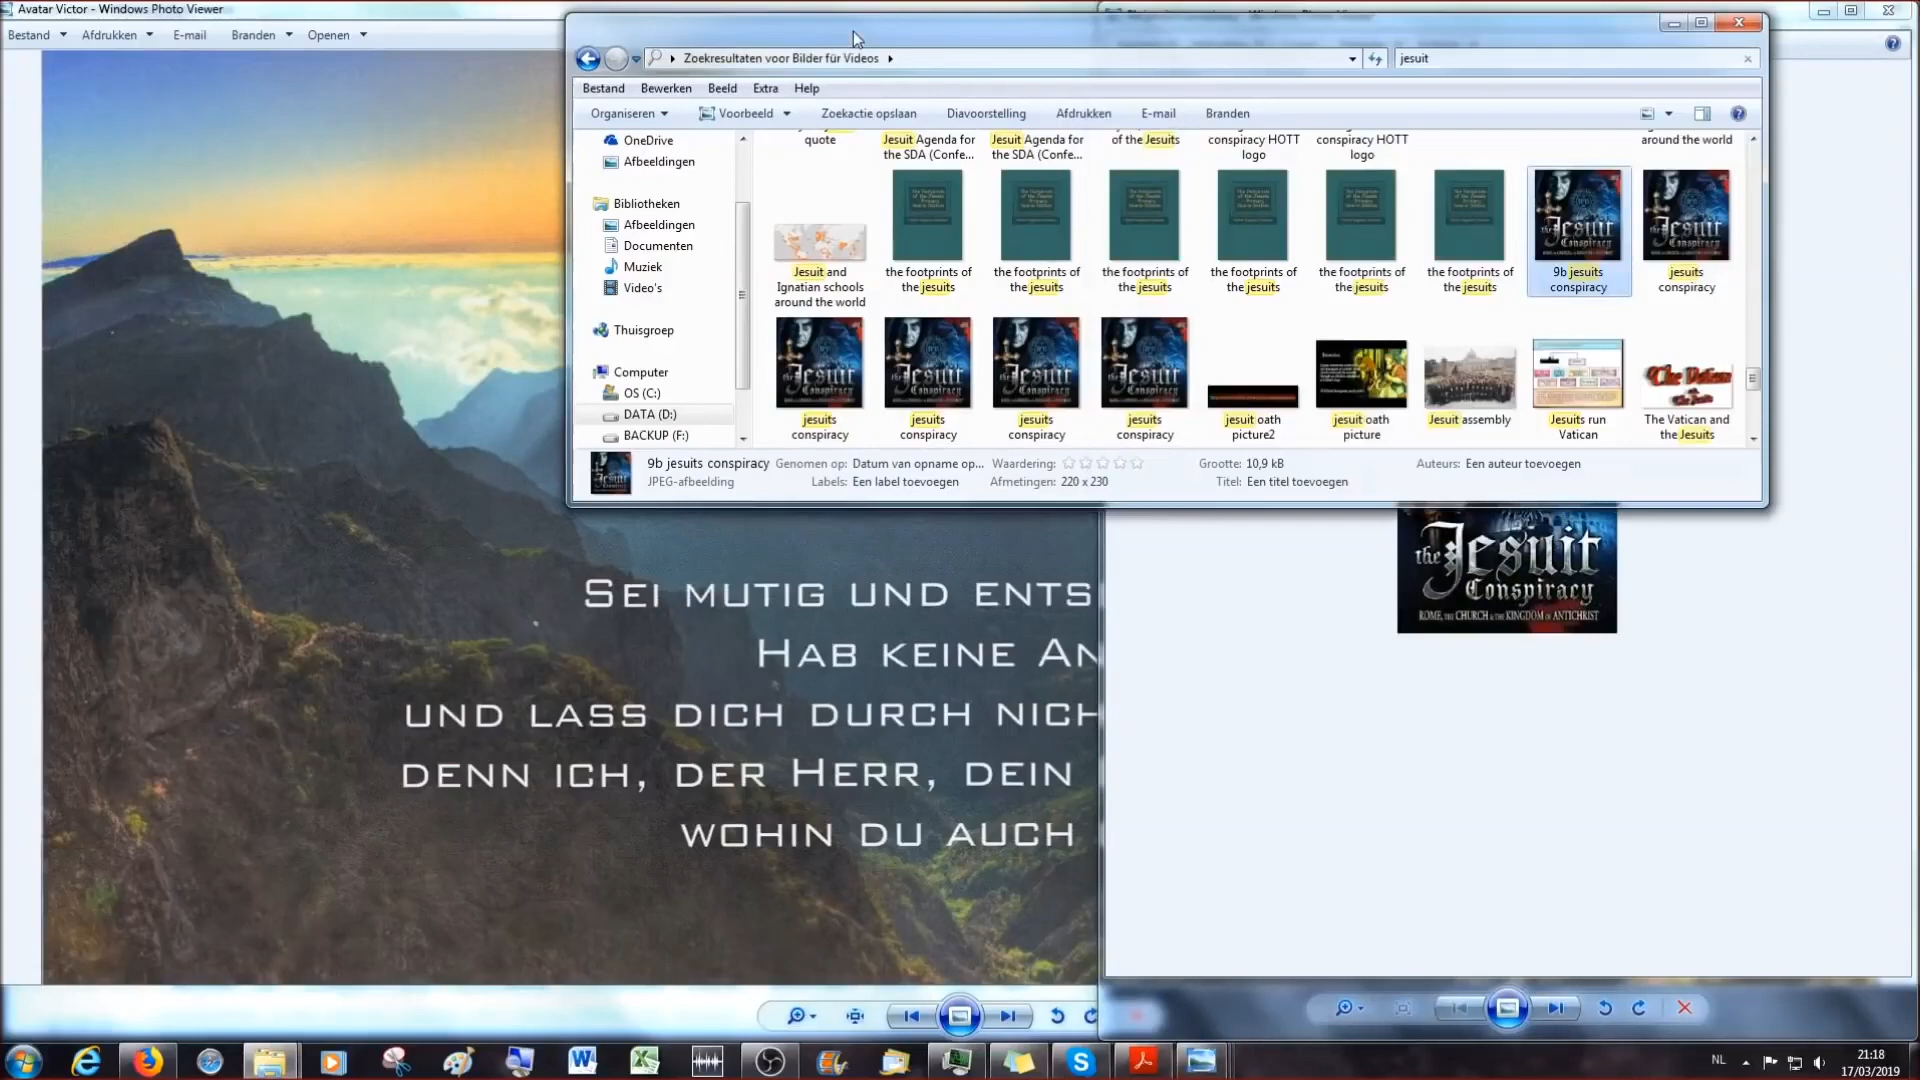 Avatar Victor - Windows Photo Viewer
Bestand Afdrukken E-mail Branden Openen
Zoekresultaten voor Bilder für Videos
jesuit
Bestand Bewerken Beeld Extra Help
Organiseren Voorbeeld Zoekactie opslaan Diavoorstelling Afdrukken E-mail Branden
OneDrive
Afbeeldingen
Bibliotheken
Afbeeldingen
Documenten
Muziek
Video's
Thuisgroep
Computer
OS (C:)
DATA (D:)
BACKUP (F:)
quote
Jesuit Agenda for
the SDA (Confe...
Jesuit Agenda for
the SDA (Confe...
of the Jesuits
conspiracy HOTT
logo
conspiracy HOTT
logo
around the world
Jesuit and
Ignatian schools
around the world
the footprints of
the jesuits
the footprints of
the jesuits
the footprints of
the jesuits
the footprints of
the jesuits
the footprints of
the jesuits
the footprints of
the jesuits
9b jesuits
conspiracy
jesuits
conspiracy
jesuits
conspiracy
jesuits
conspiracy
jesuits
conspiracy
jesuits
conspiracy
jesuit oath
picture2
jesuit oath
picture
Jesuit assembly
Jesuits run
Vatican
The Vatican and
the Jesuits
9b jesuits conspiracy
JPEG-afbeelding
Genomen op: Datum van opname op...
Labels: Een label toevoegen
Waardering:
Afmetingen: 220 x 230
Grootte: 10,9 kB
Titel: Een titel toevoegen
Auteurs: Een auteur toevoegen
the Jesuit
Conspiracy
ROME, THE CHURCH & THE KINGDOM OF ANTICHRIST
SEI MUTIG UND ENTS
HAB KEINE AN
UND LASS DICH DURCH NICH
DENN ICH, DER HERR, DEIN
WOHIN DU AUCH
NL
21:18
17/03/2019